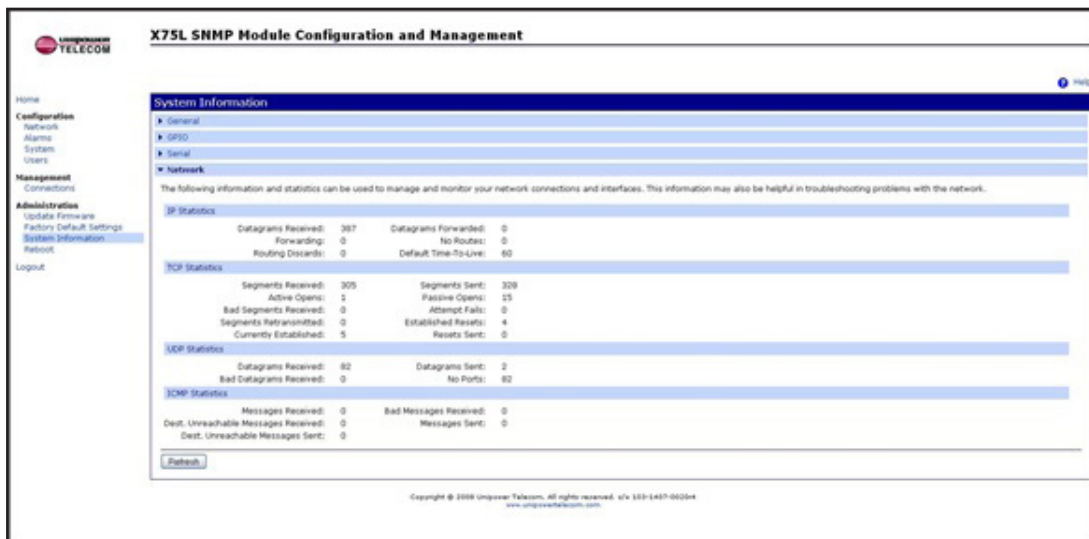 UNIPOWER
TELECOM
X75L SNMP Module Configuration and Management
Help
Home
Configuration
Network
Alarms
System
Users
Management
Connections
Administration
Update Firmware
Factory Default Settings
System Information
Reboot
Logout
System Information
General
GPIO
Serial
Network
The following information and statistics can be used to manage and monitor your network connections and interfaces. This information may also be helpful in troubleshooting problems with the network.
IP Statistics
Datagrams Received: 387 Datagrams Forwarded: 0
Forwarding: 0 No Routes: 0
Routing Discards: 0 Default Time-To-Live: 60
TCP Statistics
Segments Received: 305 Segments Sent: 328
Active Opens: 1 Passive Opens: 15
Bad Segments Received: 0 Attempt Fails: 0
Segments Retransmitted: 0 Established Resets: 4
Currently Established: 5 Resets Sent: 0
UDP Statistics
Datagrams Received: 82 Datagrams Sent: 2
Bad Datagrams Received: 0 No Ports: 82
ICMP Statistics
Messages Received: 0 Bad Messages Received: 0
Dest. Unreachable Messages Received: 0 Messages Sent: 0
Dest. Unreachable Messages Sent: 0
Refresh
Copyright © 2008 Unipower Telecom. All rights reserved.
www.unipowertelecom.com